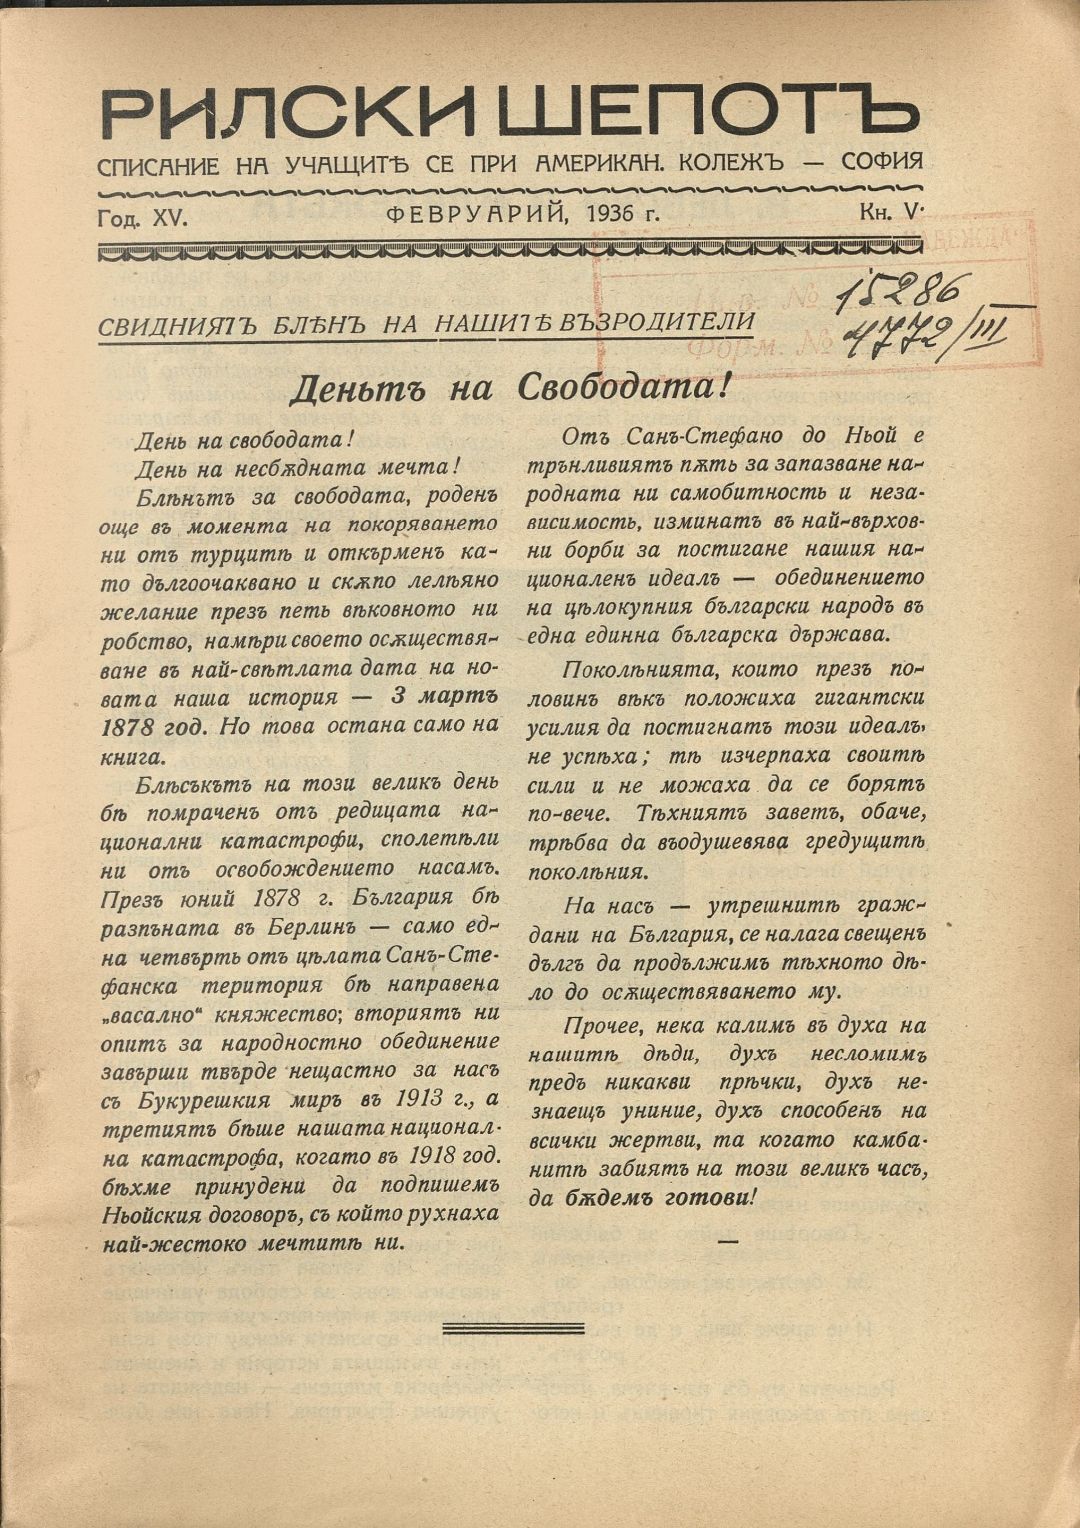 РИЛСКИ ШЕПОТЪ
СПИСАНИЕ НА УЧАЩИТѢ СЕ ПРИ АМЕРИКАН. КОЛЕЖЪ — СОФИЯ
Год. XV. ФЕВРУАРИЙ, 1936 г. Кн. V.
15286
4772/III
Форм. №
СВИДНИЯТЪ БЛѢНЪ НА НАШИТѢ ВЪЗРОДИТЕЛИ
Деньтъ на Свободата!
День на свободата!
День на несбѫдната мечта!
Блѣнътъ за свободата, роденъ
още въ момента на покоряването
ни отъ турцитѣ и откърменъ ка-
то дългоочаквано и скѫпо лелѣяно
желание презъ петь вѣковното ни
робство, намѣри своето осѫществя-
ване въ най-свѣтлата дата на но-
вата наша история — 3 мартъ
1878 год. Но това остана само на
книга.
Блѣсъкътъ на този великъ день
бѣ помраченъ отъ редицата на-
ционални катастрофи, сполетѣли
ни отъ освобождението насамъ.
Презъ юний 1878 г. България бѣ
разпъната въ Берлинъ — само ед-
на четвърть отъ цѣлата Санъ-Сте-
фанска територия бѣ направена
„васално“ княжество; вториятъ ни
опитъ за народностно обединение
завърши твърде нещастно за насъ
съ Букурешкия миръ въ 1913 г., а
третиятъ бѣше нашата национал-
на катастрофа, когато въ 1918 год.
бѣхме принудени да подпишемъ
Ньойския договоръ, съ който рухнаха
най-жестоко мечтитѣ ни.
Отъ Санъ-Стефано до Ньой е
трънливиятъ пѫть за запазване на-
родната ни самобитность и неза-
висимость, изминатъ въ най-върхов-
ни борби за постигане нашия на-
ционаленъ идеалъ — обединението
на цѣлокупния български народъ въ
една единна българска държава.
Поколѣнията, които презъ по-
ловинъ вѣкъ положиха гигантски
усилия да постигнатъ този идеалъ,
не успѣха; тѣ изчерпаха своитѣ
сили и не можаха да се борятъ
по-вече. Тѣхниятъ заветъ, обаче,
трѣбва да въодушевява гредущитѣ
поколѣния.
На насъ — утрешнитѣ граж-
дани на България, се налага свещенъ
дългъ да продължимъ тѣхното дѣ-
ло до осѫществяването му.
Прочее, нека калимъ въ духа на
нашитѣ дѣди, духъ несломимъ
предъ никакви прѣчки, духъ не-
знаещъ униние, духъ способенъ на
всички жертви, та когато камба-
нитѣ забиятъ на този великъ часъ,
да бѫдемъ готови!